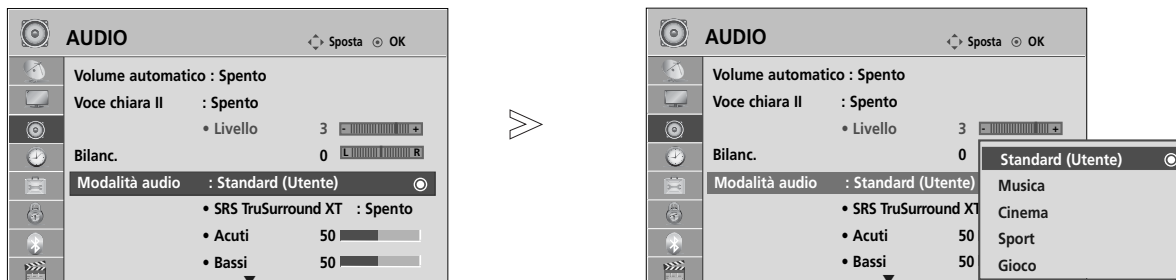 AUDIO
Sposta OK
Volume automatico : Spento
Voce chiara II : Spento
• Livello 3 - +
Bilanc. 0 L R
Modalità audio : Standard (Utente)
• SRS TruSurround XT : Spento
• Acuti 50
• Bassi 50
>
AUDIO
Sposta OK
Volume automatico : Spento
Voce chiara II : Spento
• Livello 3 - +
Bilanc. 0
Modalità audio : Standard (Utente)
• SRS TruSurround XT
• Acuti 50
• Bassi 50
Standard (Utente)
Musica
Cinema
Sport
Gioco